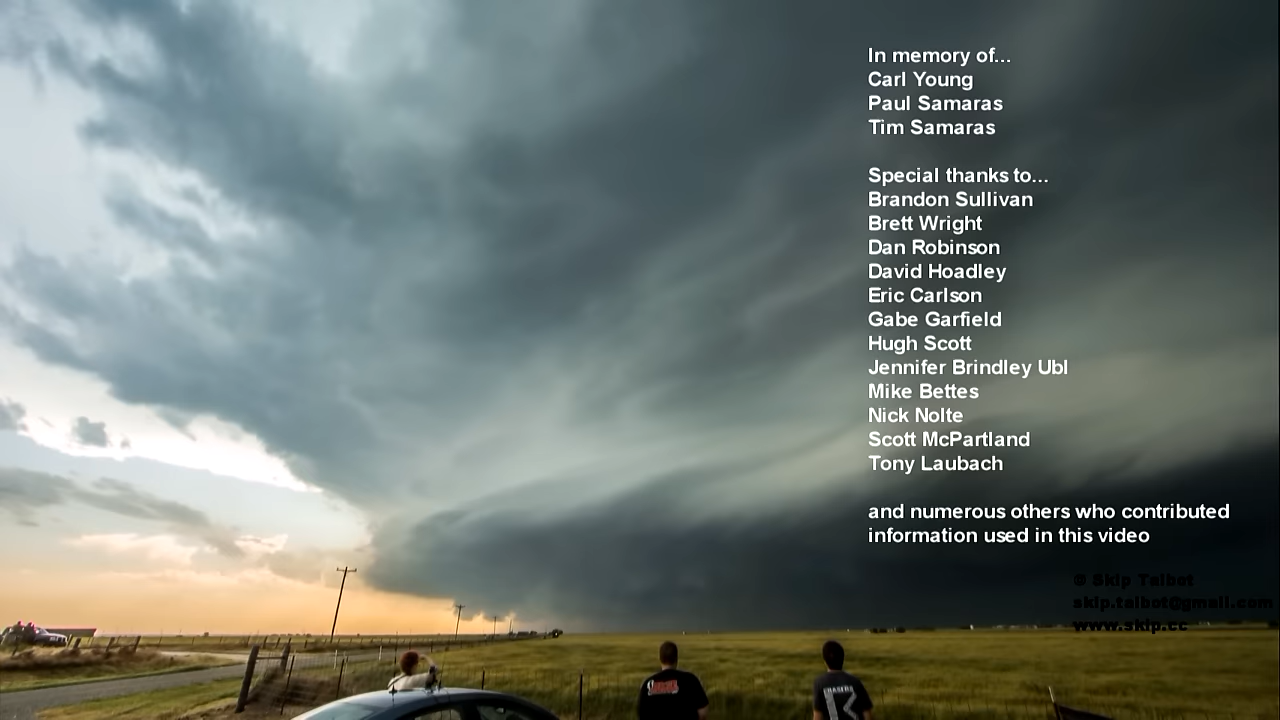 In memory of...
Carl Young
Paul Samaras
Tim Samaras
Special thanks to...
Brandon Sullivan
Brett Wright
Dan Robinson
David Hoadley
Eric Carlson
Gabe Garfield
Hugh Scott
Jennifer Brindley Ubl
Mike Bettes
Nick Nolte
Scott McPartland
Tony Laubach
and numerous others who contributed
information used in this video
© Skip Talbot
skip.talbot@gmail.com
www.skip.cc
CHASERS